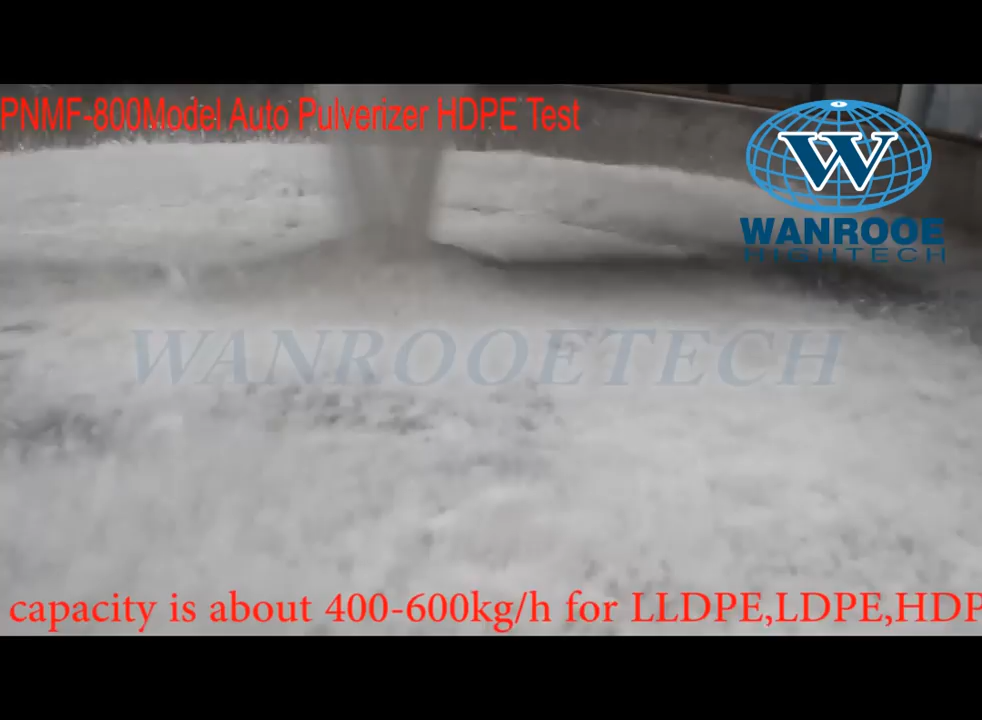 PNMF-800Model Auto Pulverizer HDPE Test
W
WANROOE
HIGHTECH
WANROOETECH
capacity is about 400-600kg/h for LLDPE,LDPE,HDP